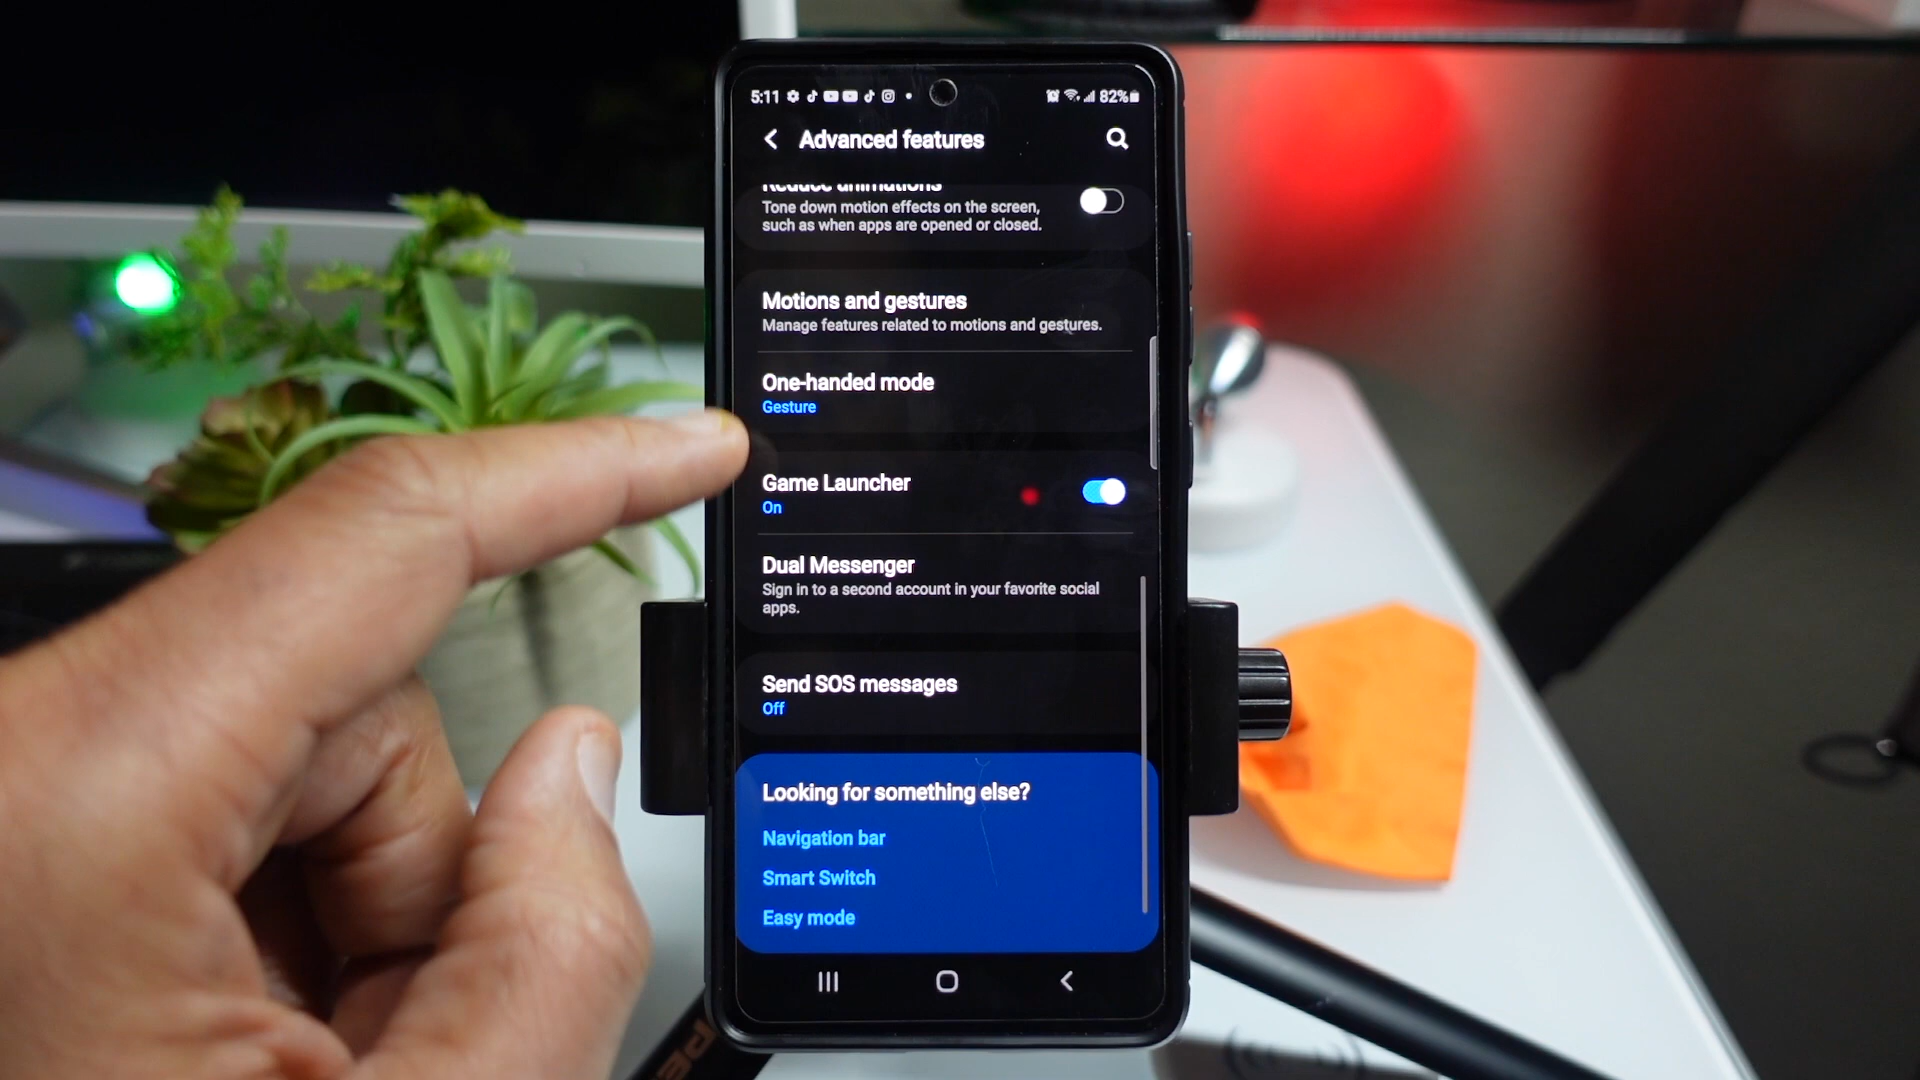 5:11 82%
Advanced features
Reduce animations
Tone down motion effects on the screen,
such as when apps are opened or closed.
Motions and gestures
Manage features related to motions and gestures.
One-handed mode
Gesture
Game Launcher
On
Dual Messenger
Sign in to a second account in your favorite social
apps.
Send SOS messages
Off
Looking for something else?
Navigation bar
Smart Switch
Easy mode